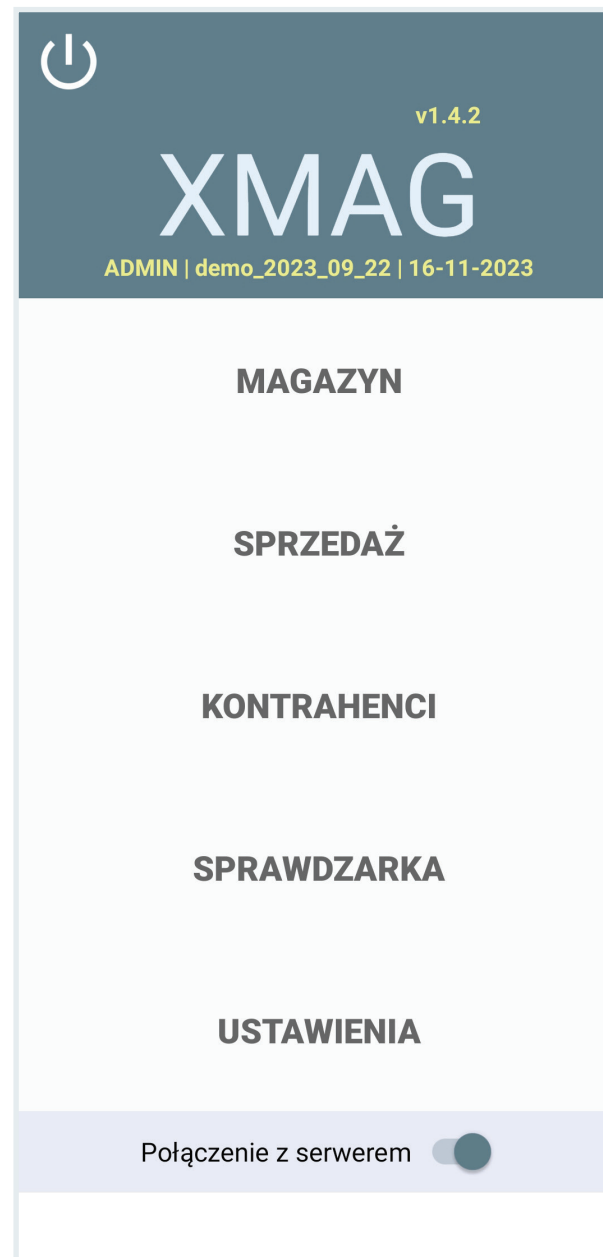 v1.4.2
XMAG
ADMIN | demo_2023_09_22 | 16-11-2023
MAGAZYN
SPRZEDAŻ
KONTRAHENCI
SPRAWDZARKA
USTAWIENIA
Połączenie z serwerem